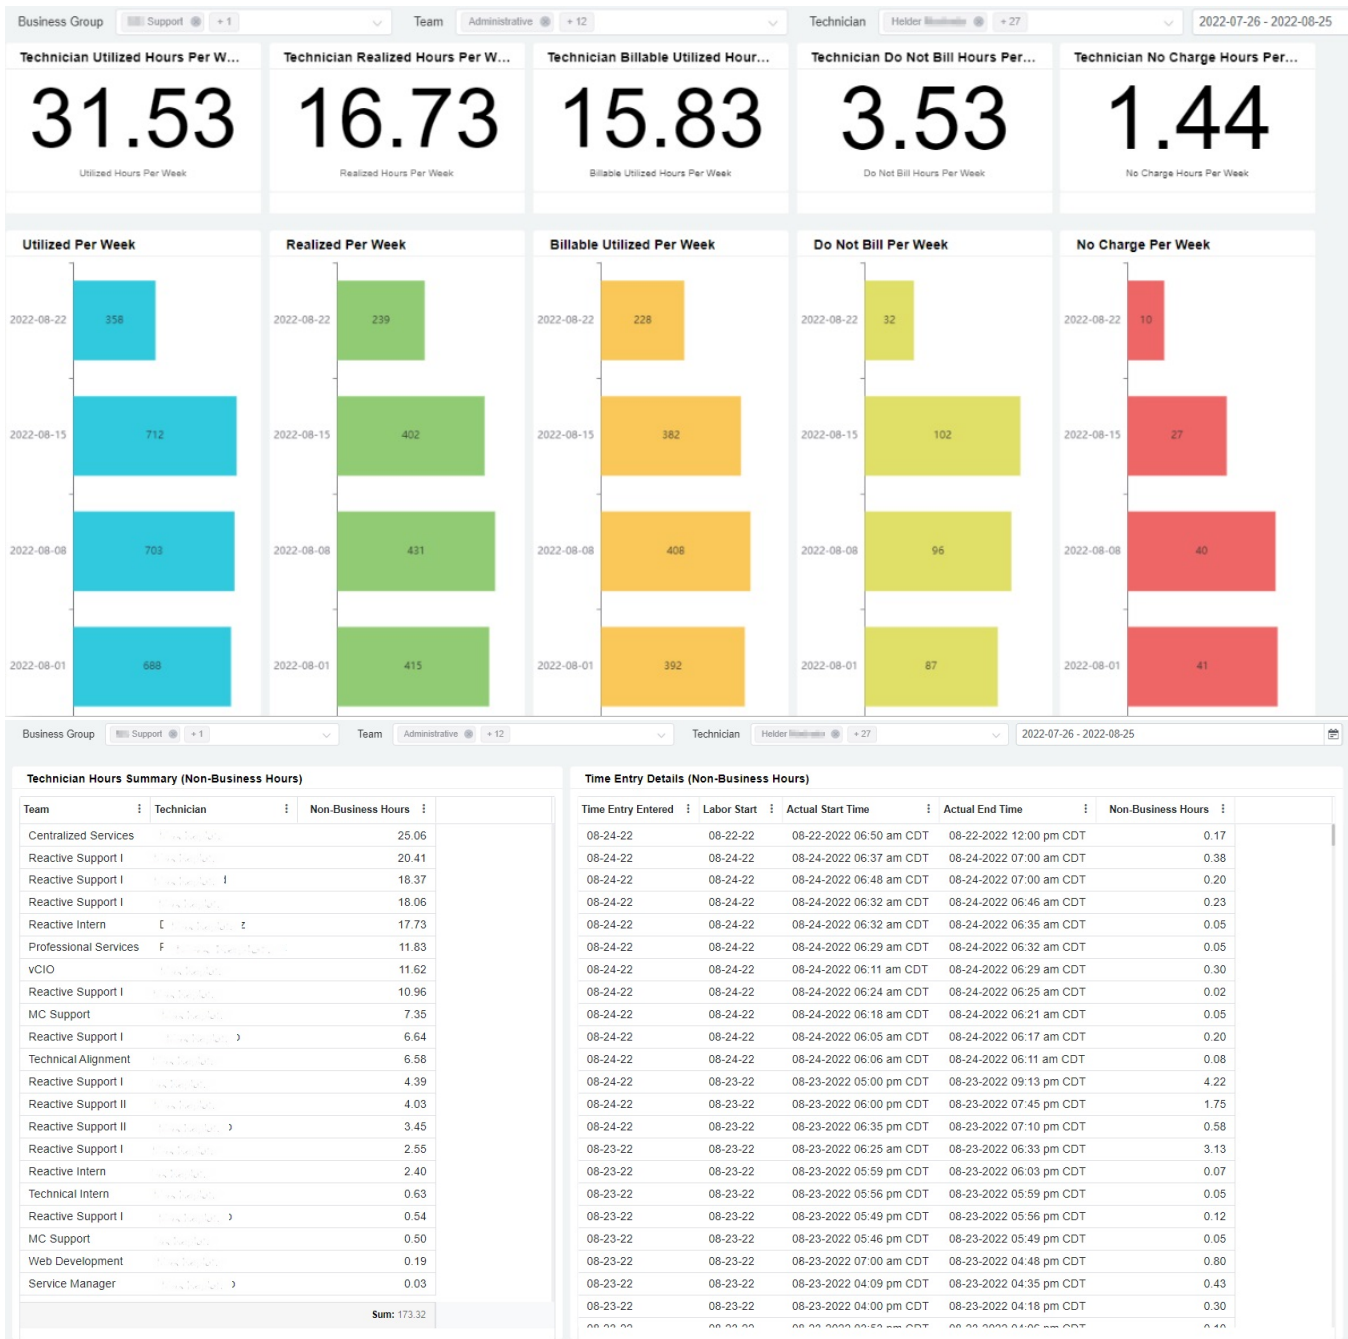 Business Group Support + 1 Team Administrative + 12 Technician Helder + 27 2022-07-26 - 2022-08-25
Technician Utilized Hours Per W... Technician Realized Hours Per W... Technician Billable Utilized Hour... Technician Do Not Bill Hours Per... Technician No Charge Hours Per...
31.53 16.73 15.83 3.53 1.44
Utilized Hours Per Week Realized Hours Per Week Billable Utilized Hours Per Week Do Not Bill Hours Per Week No Charge Hours Per Week
Utilized Per Week Realized Per Week Billable Utilized Per Week Do Not Bill Per Week No Charge Per Week
2022-08-22 358 2022-08-22 239 2022-08-22 228 2022-08-22 32 2022-08-22 10
2022-08-15 712 2022-08-15 402 2022-08-15 382 2022-08-15 102 2022-08-15 27
2022-08-08 703 2022-08-08 431 2022-08-08 408 2022-08-08 96 2022-08-08 40
2022-08-01 688 2022-08-01 415 2022-08-01 392 2022-08-01 87 2022-08-01 41
Business Group Support + 1 Team Administrative + 12 Technician Helder + 27 2022-07-26 - 2022-08-25
Technician Hours Summary (Non-Business Hours)
Team Technician Non-Business Hours
Centralized Services 25.06
Reactive Support I 20.41
Reactive Support I 18.37
Reactive Support I 18.06
Reactive Intern 17.73
Professional Services 11.83
vCIO 11.62
Reactive Support I 10.96
MC Support 7.35
Reactive Support I 6.64
Technical Alignment 6.58
Reactive Support I 4.39
Reactive Support II 4.03
Reactive Support II 3.45
Reactive Support I 2.55
Reactive Intern 2.40
Technical Intern 0.63
Reactive Support I 0.54
MC Support 0.50
Web Development 0.19
Service Manager 0.03
Sum: 173.32
Time Entry Details (Non-Business Hours)
Time Entry Entered Labor Start Actual Start Time Actual End Time Non-Business Hours
08-24-22 08-22-22 08-22-2022 06:50 am CDT 08-22-2022 12:00 pm CDT 0.17
08-24-22 08-24-22 08-24-2022 06:37 am CDT 08-24-2022 07:00 am CDT 0.38
08-24-22 08-24-22 08-24-2022 06:48 am CDT 08-24-2022 07:00 am CDT 0.20
08-24-22 08-24-22 08-24-2022 06:32 am CDT 08-24-2022 06:46 am CDT 0.23
08-24-22 08-24-22 08-24-2022 06:32 am CDT 08-24-2022 06:35 am CDT 0.05
08-24-22 08-24-22 08-24-2022 06:29 am CDT 08-24-2022 06:32 am CDT 0.05
08-24-22 08-24-22 08-24-2022 06:11 am CDT 08-24-2022 06:29 am CDT 0.30
08-24-22 08-24-22 08-24-2022 06:24 am CDT 08-24-2022 06:25 am CDT 0.02
08-24-22 08-24-22 08-24-2022 06:18 am CDT 08-24-2022 06:21 am CDT 0.05
08-24-22 08-24-22 08-24-2022 06:05 am CDT 08-24-2022 06:17 am CDT 0.20
08-24-22 08-24-22 08-24-2022 06:06 am CDT 08-24-2022 06:11 am CDT 0.08
08-24-22 08-23-22 08-23-2022 05:00 pm CDT 08-23-2022 09:13 pm CDT 4.22
08-24-22 08-23-22 08-23-2022 06:00 pm CDT 08-23-2022 07:45 pm CDT 1.75
08-24-22 08-23-22 08-23-2022 06:35 pm CDT 08-23-2022 07:10 pm CDT 0.58
08-23-22 08-23-22 08-23-2022 06:25 am CDT 08-23-2022 06:33 pm CDT 3.13
08-23-22 08-23-22 08-23-2022 05:59 pm CDT 08-23-2022 06:03 pm CDT 0.07
08-23-22 08-23-22 08-23-2022 05:56 pm CDT 08-23-2022 05:59 pm CDT 0.05
08-23-22 08-23-22 08-23-2022 05:49 pm CDT 08-23-2022 05:56 pm CDT 0.12
08-23-22 08-23-22 08-23-2022 05:46 pm CDT 08-23-2022 05:49 pm CDT 0.05
08-23-22 08-23-22 08-23-2022 07:00 am CDT 08-23-2022 04:48 pm CDT 0.80
08-23-22 08-23-22 08-23-2022 04:09 pm CDT 08-23-2022 04:35 pm CDT 0.43
08-23-22 08-23-22 08-23-2022 04:00 pm CDT 08-23-2022 04:18 pm CDT 0.30